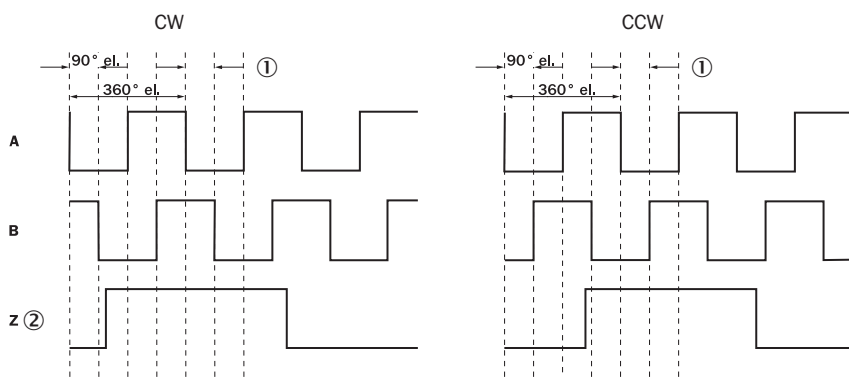 CW CCW
90° el. ① 90° el. ①
360° el. 360° el.
A
B
Z ②